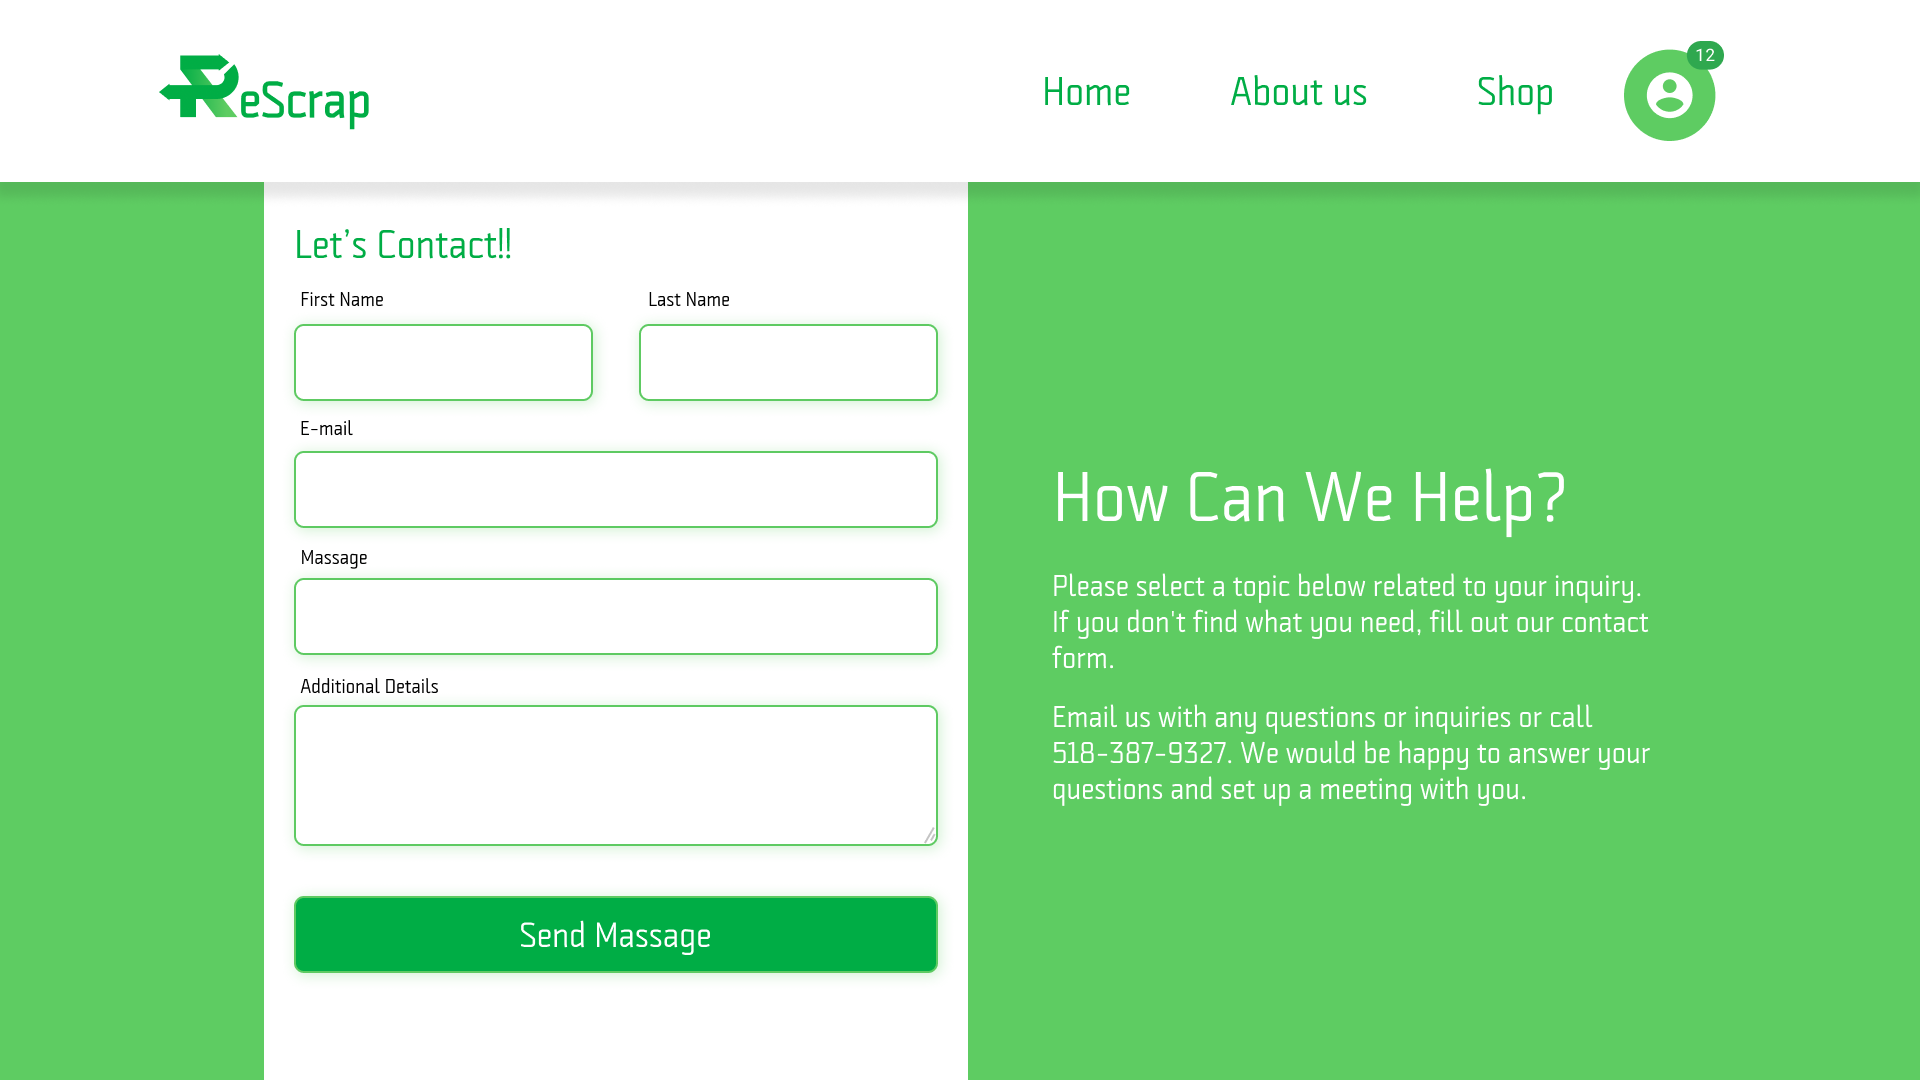 ReScrap
Home
About us
Shop
12
Let's Contact!!
First Name
Last Name
E-mail
Massage
Additional Details
Send Massage
How Can We Help?
Please select a topic below related to your inquiry.
If you don't find what you need, fill out our contact
form.
Email us with any questions or inquiries or call
518-387-9327. We would be happy to answer your
questions and set up a meeting with you.